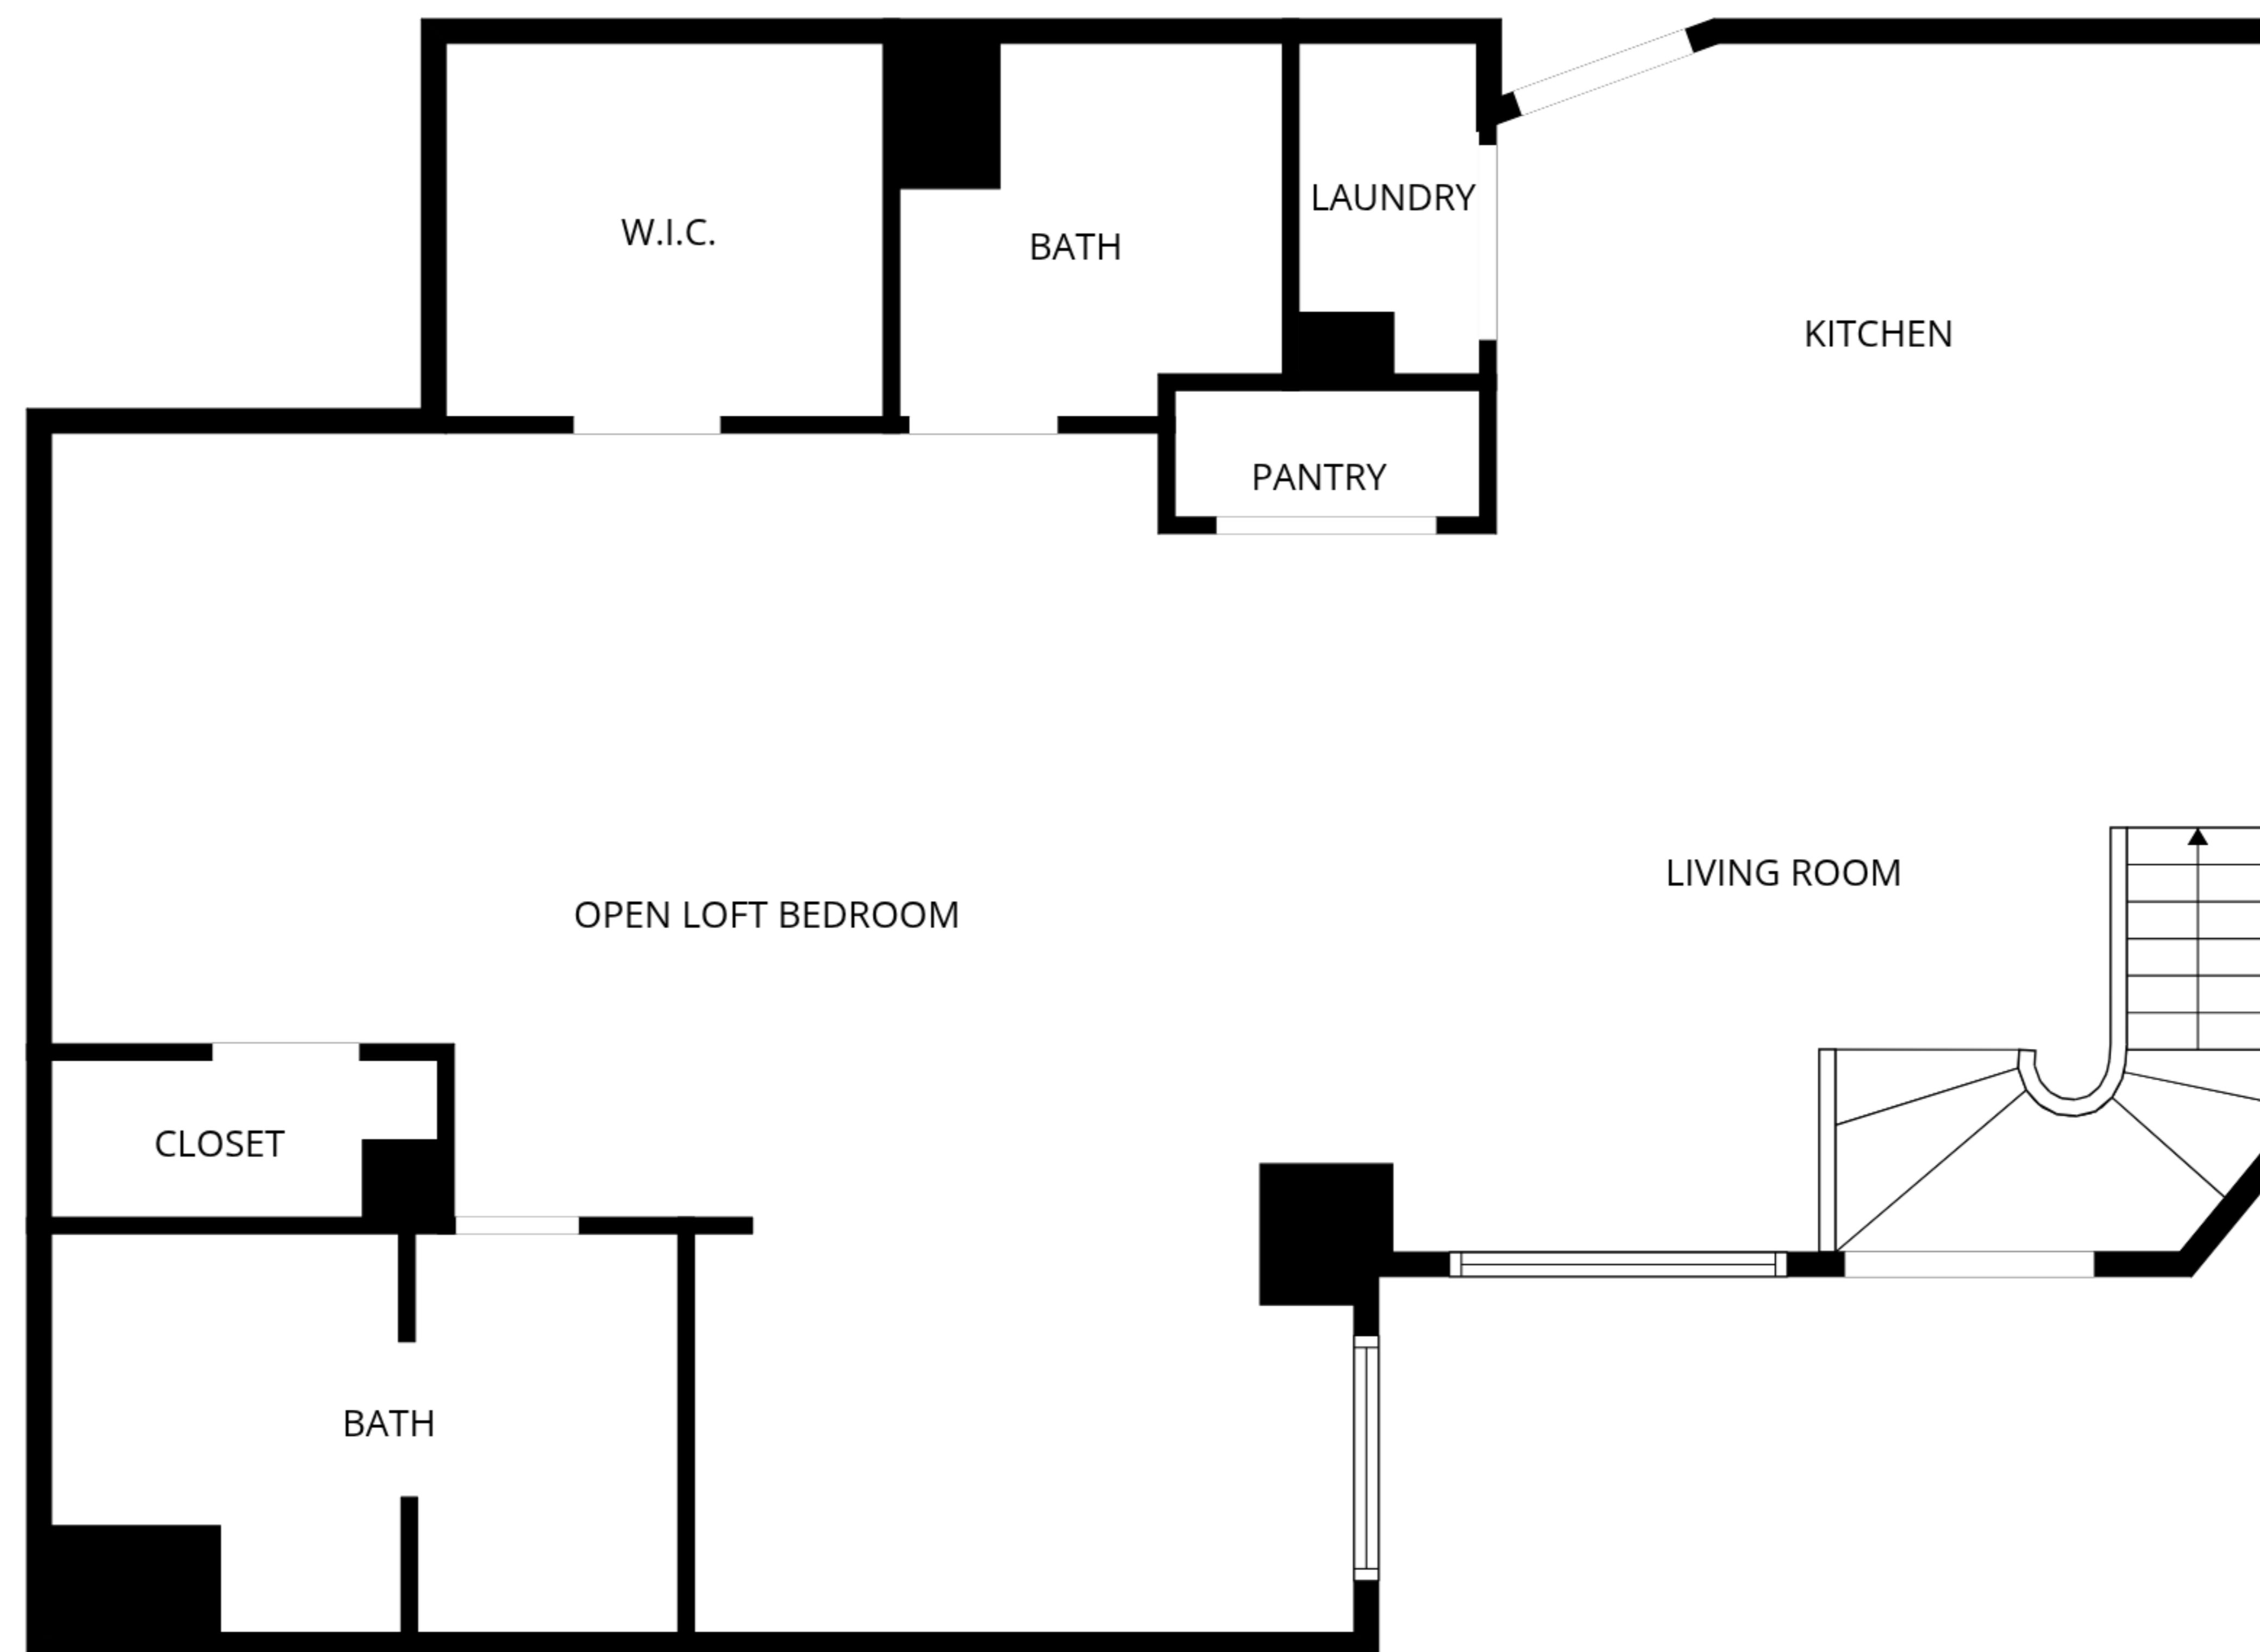 LAUNDRY
W.I.C.
BATH
KITCHEN
PANTRY
LIVING ROOM
OPEN LOFT BEDROOM
CLOSET
BATH